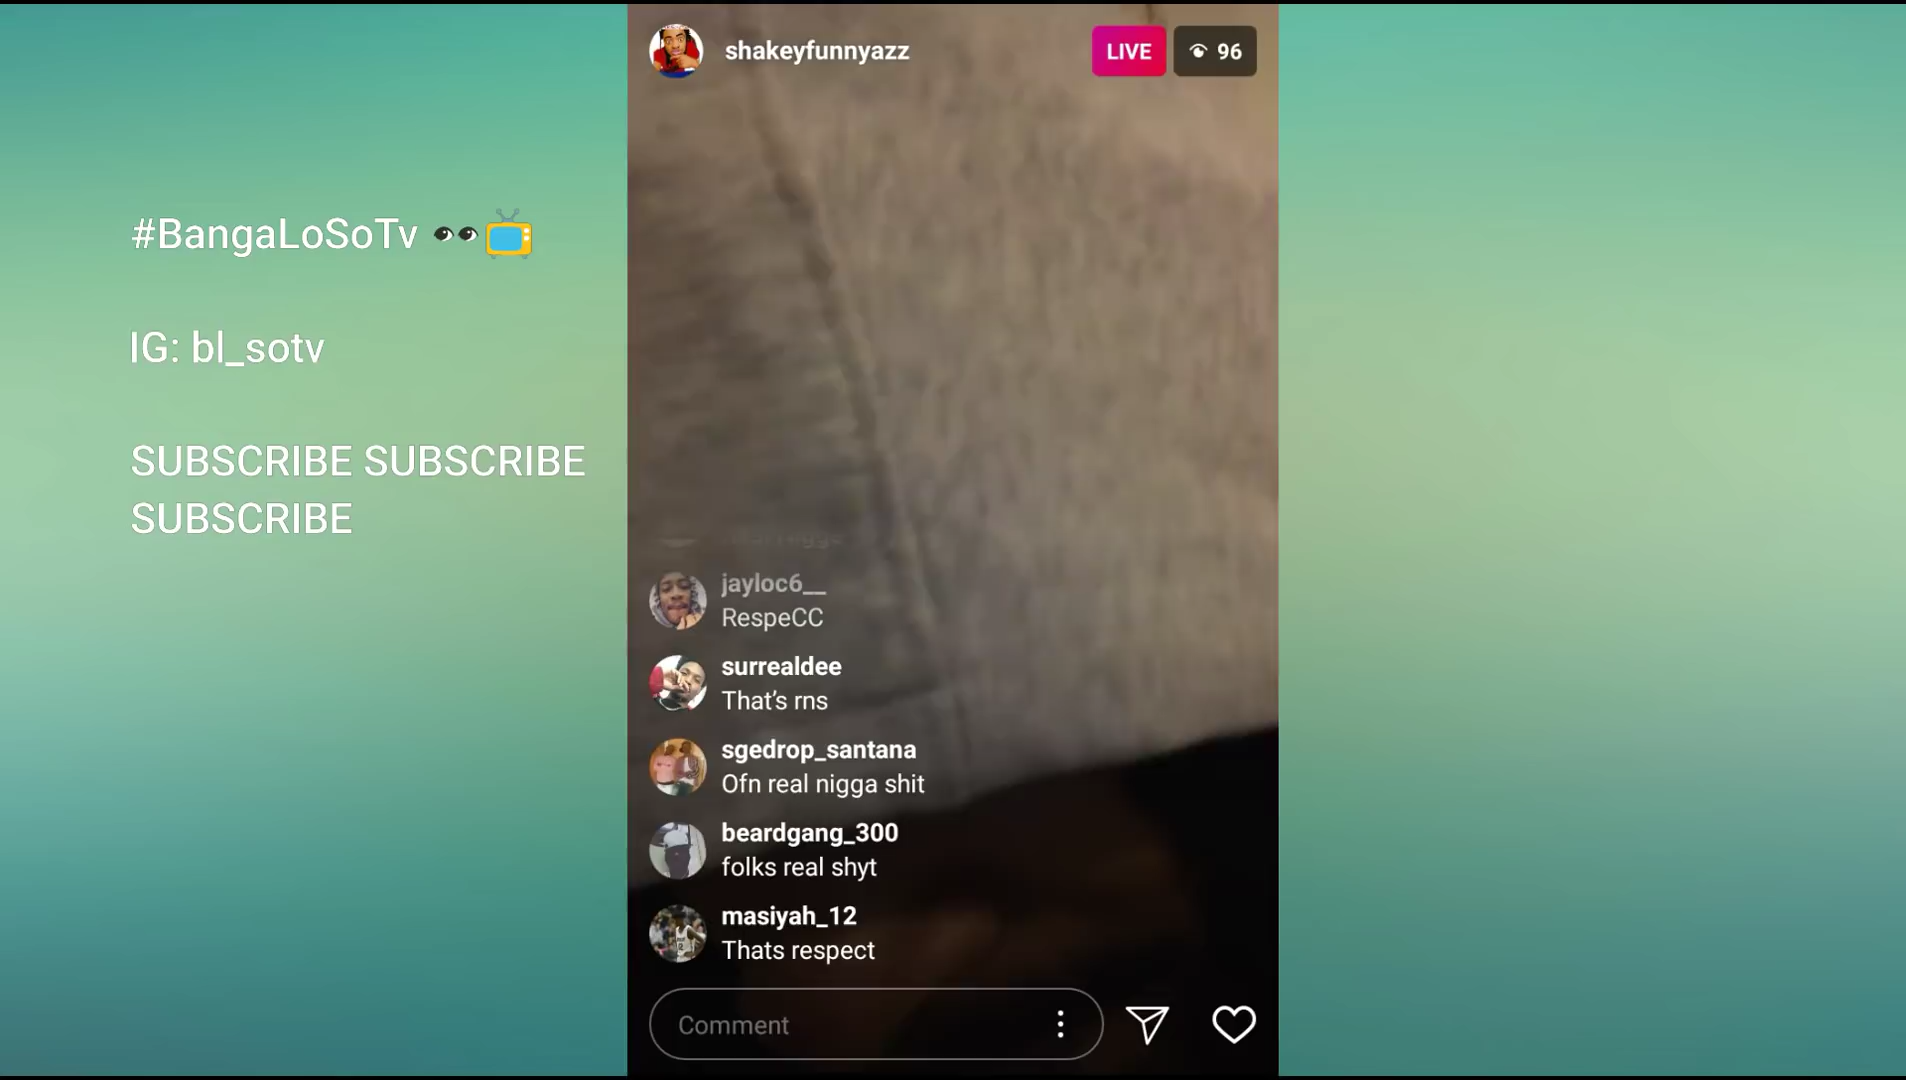 shakeyfunnyazz
LIVE
96
#BangaLoSoTv 👀📺
IG: bl_sotv
SUBSCRIBE SUBSCRIBE
SUBSCRIBE
jayloc6__
RespeCC
surrealdee
That's rns
sgedrop_santana
Ofn real nigga shit
beardgang_300
folks real shyt
masiyah_12
Thats respect
Comment